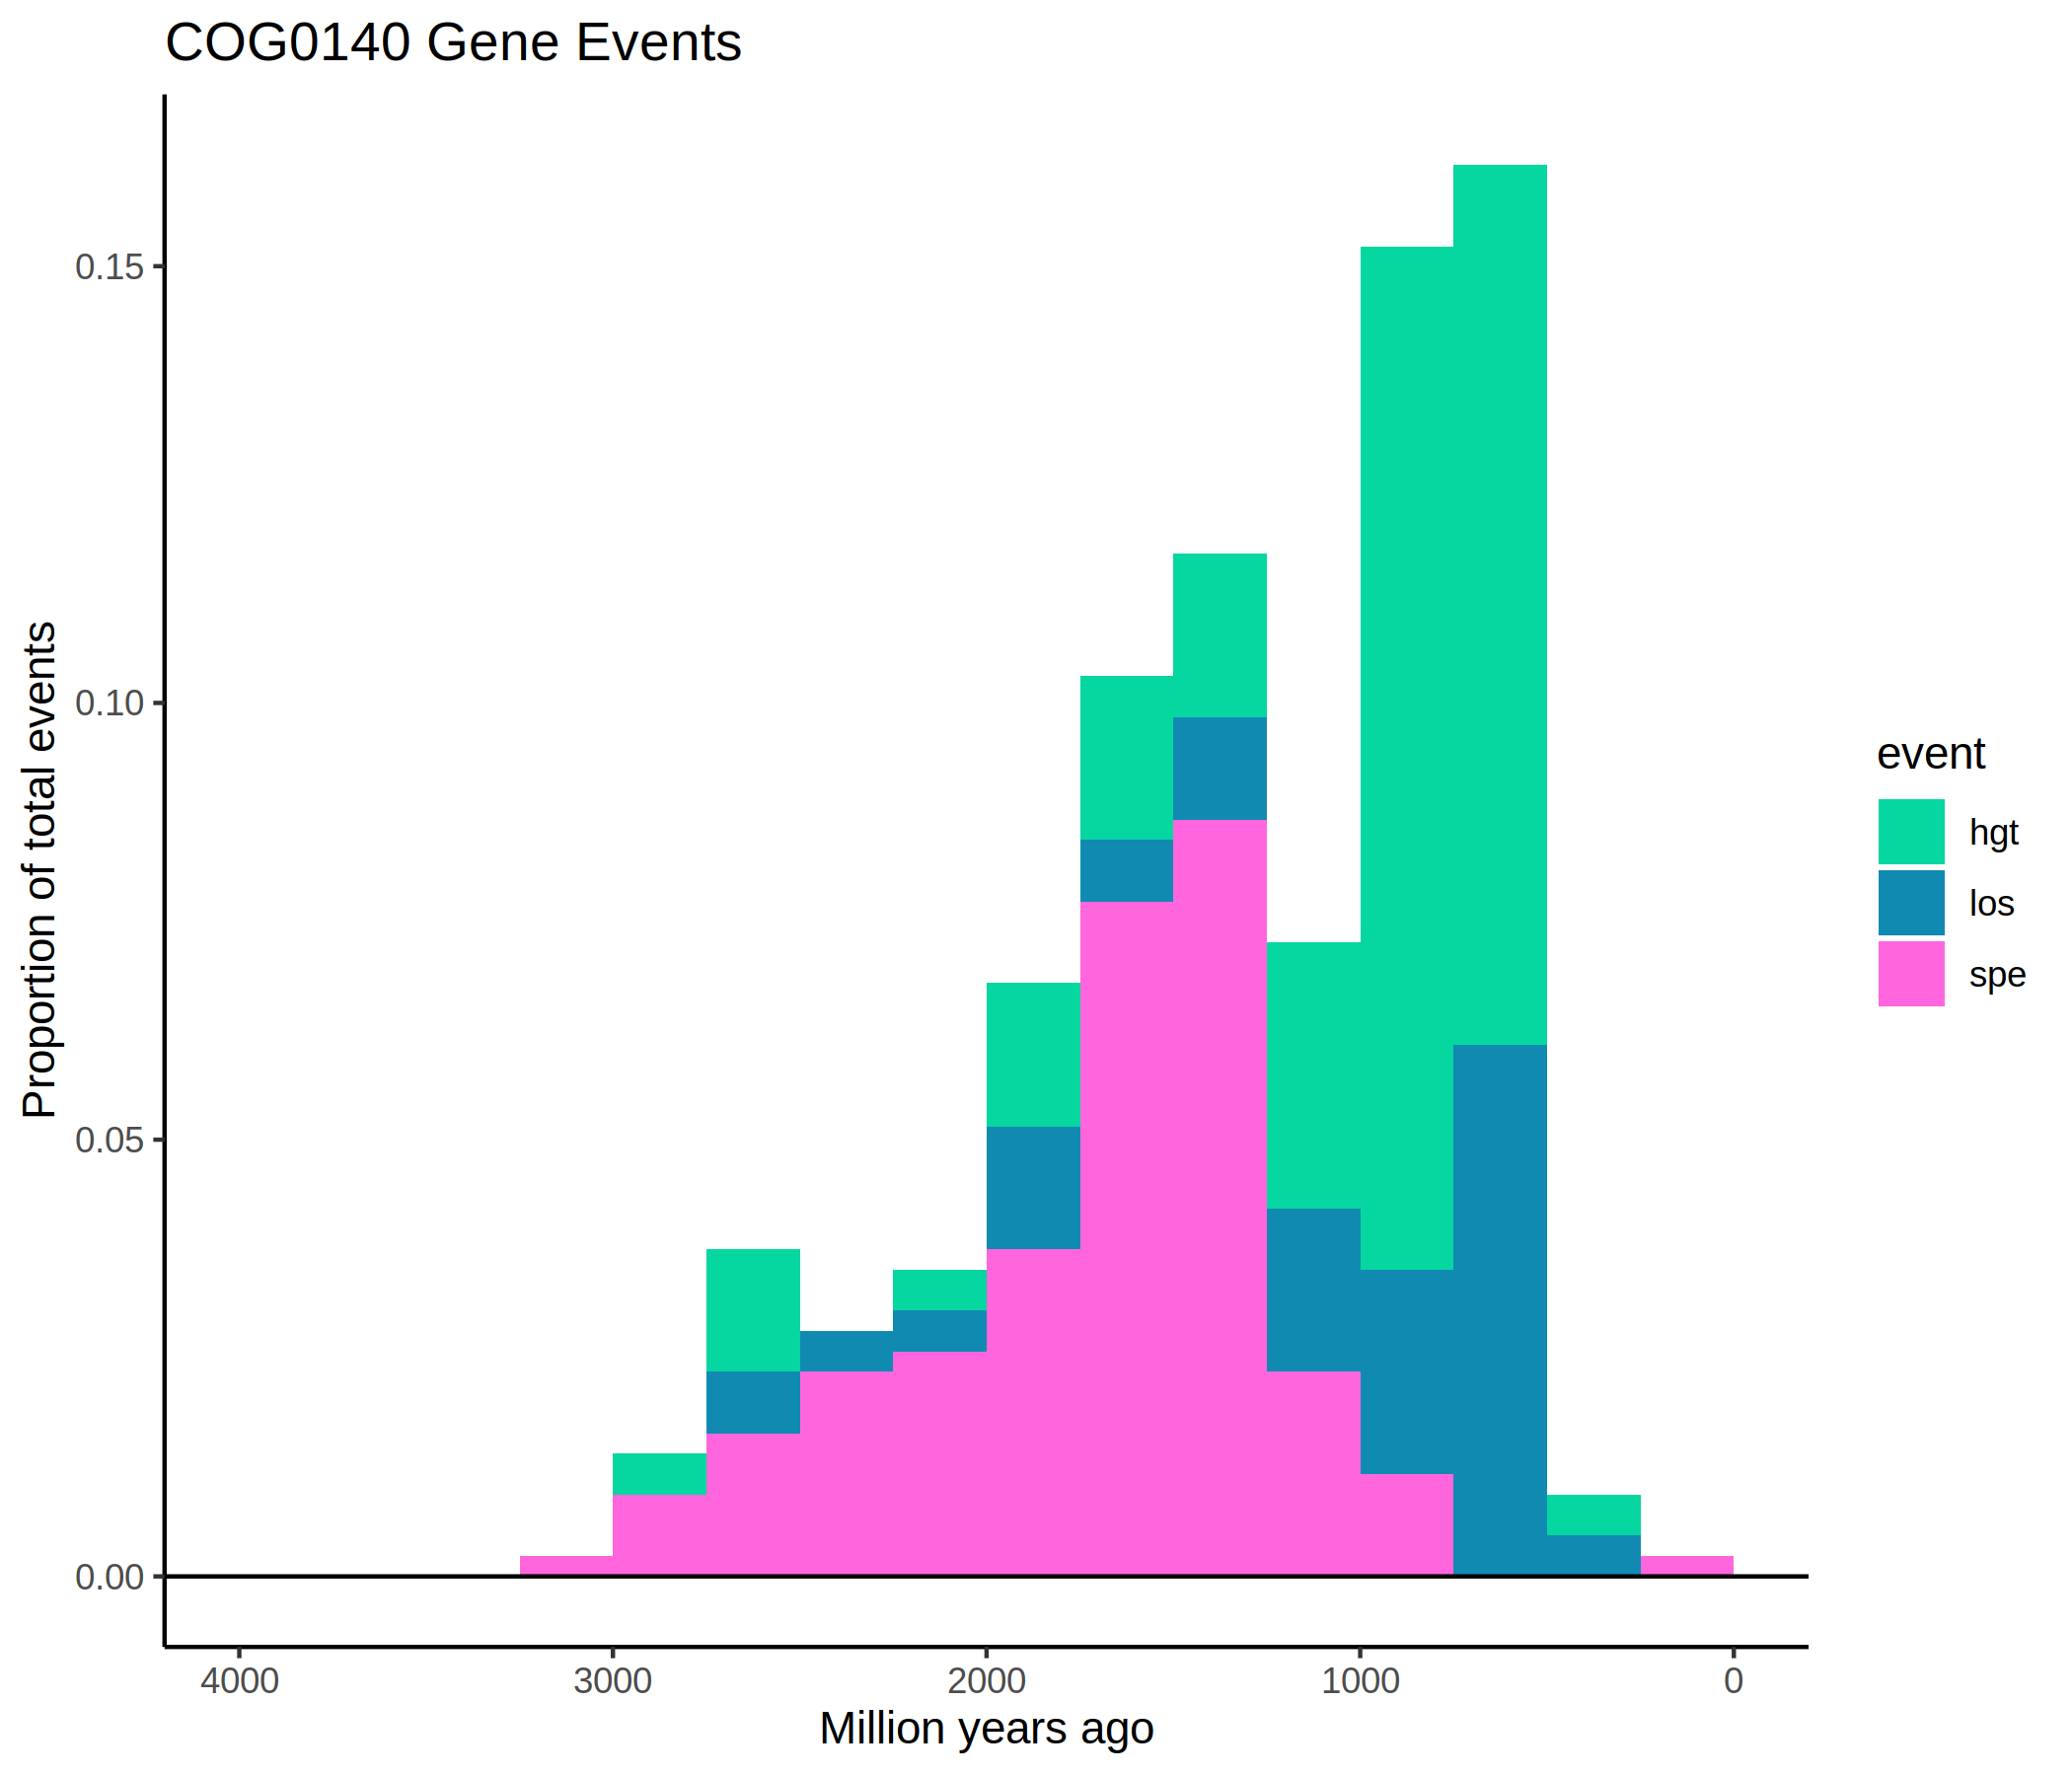 COG0140 Gene Events
Proportion of total events
0.15
0.10
0.05
0.00
4000 3000 2000 1000 0
Million years ago
event
hgt
los
spe